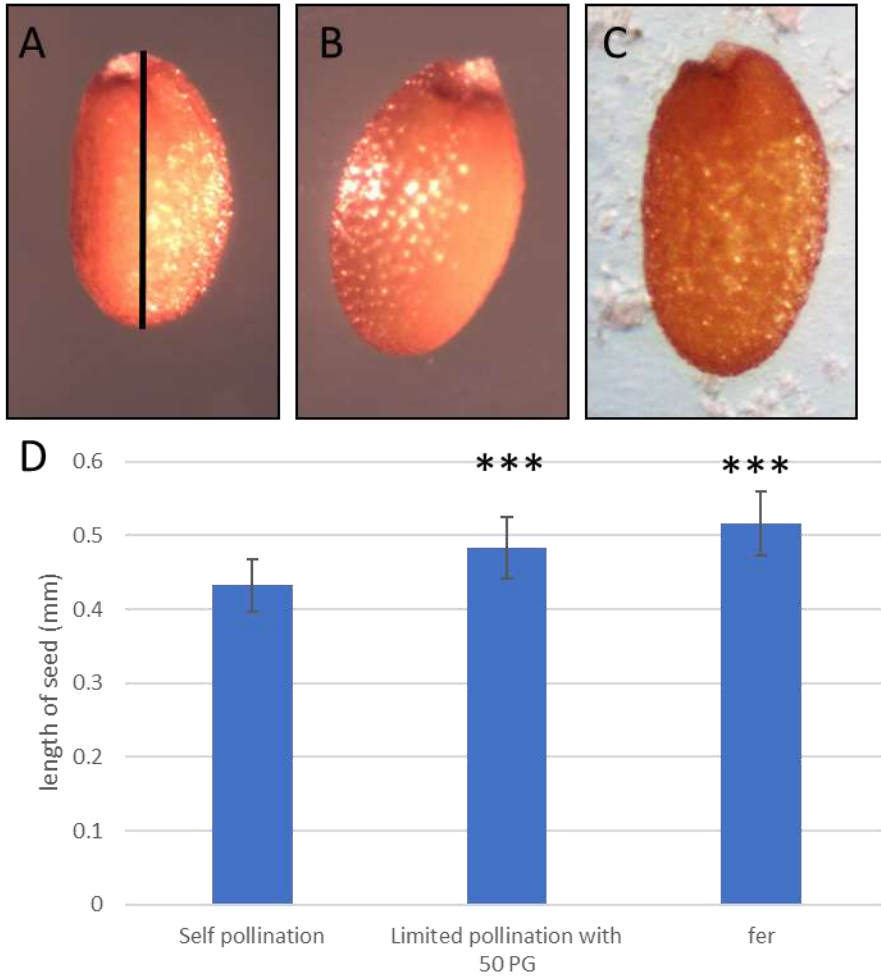 A
B
C
D
length of seed (mm)
0.6
0.5
0.4
0.3
0.2
0.1
0
***
***
Self pollination
Limited pollination with
50 PG
fer